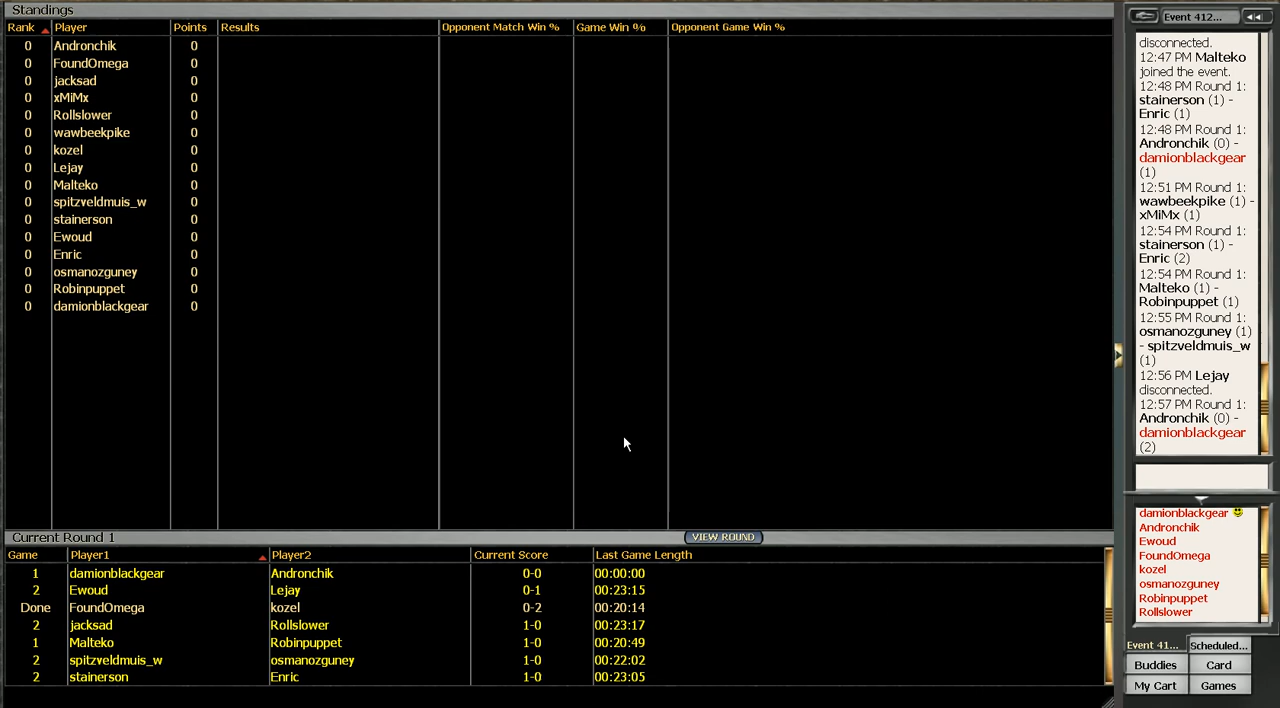 Standings
Rank Player Points Results Opponent Match Win % Game Win % Opponent Game Win %
0 Andronchik 0
0 FoundOmega 0
0 jacksad 0
0 xMiMx 0
0 Rollslower 0
0 wawbeekpike 0
0 kozel 0
0 Lejay 0
0 Malteko 0
0 spitzveldmuis_w 0
0 stainerson 0
0 Ewoud 0
0 Enric 0
0 osmanozguney 0
0 Robinpuppet 0
0 damionblackgear 0
Current Round 1 VIEW ROUND
Game Player1 Player2 Current Score Last Game Length
1 damionblackgear Andronchik 0-0 00:00:00
2 Ewoud Lejay 0-1 00:23:15
Done FoundOmega kozel 0-2 00:20:14
2 jacksad Rollslower 1-0 00:23:17
1 Malteko Robinpuppet 1-0 00:20:49
2 spitzveldmuis_w osmanozguney 1-0 00:22:02
2 stainerson Enric 1-0 00:23:05
Event 412...
disconnected.
12:47 PM Malteko
joined the event.
12:48 PM Round 1:
stainerson (1) -
Enric (1)
12:48 PM Round 1:
Andronchik (0) -
damionblackgear
(1)
12:51 PM Round 1:
wawbeekpike (1) -
xMiMx (1)
12:54 PM Round 1:
stainerson (1) -
Enric (2)
12:54 PM Round 1:
Malteko (1) -
Robinpuppet (1)
12:55 PM Round 1:
osmanozguney (1)
- spitzveldmuis_w
(1)
12:56 PM Lejay
disconnected.
12:57 PM Round 1:
Andronchik (0) -
damionblackgear
(2)
damionblackgear
Andronchik
Ewoud
FoundOmega
kozel
osmanozguney
Robinpuppet
Rollslower
Event 41... Scheduled...
Buddies Card
My Cart Games